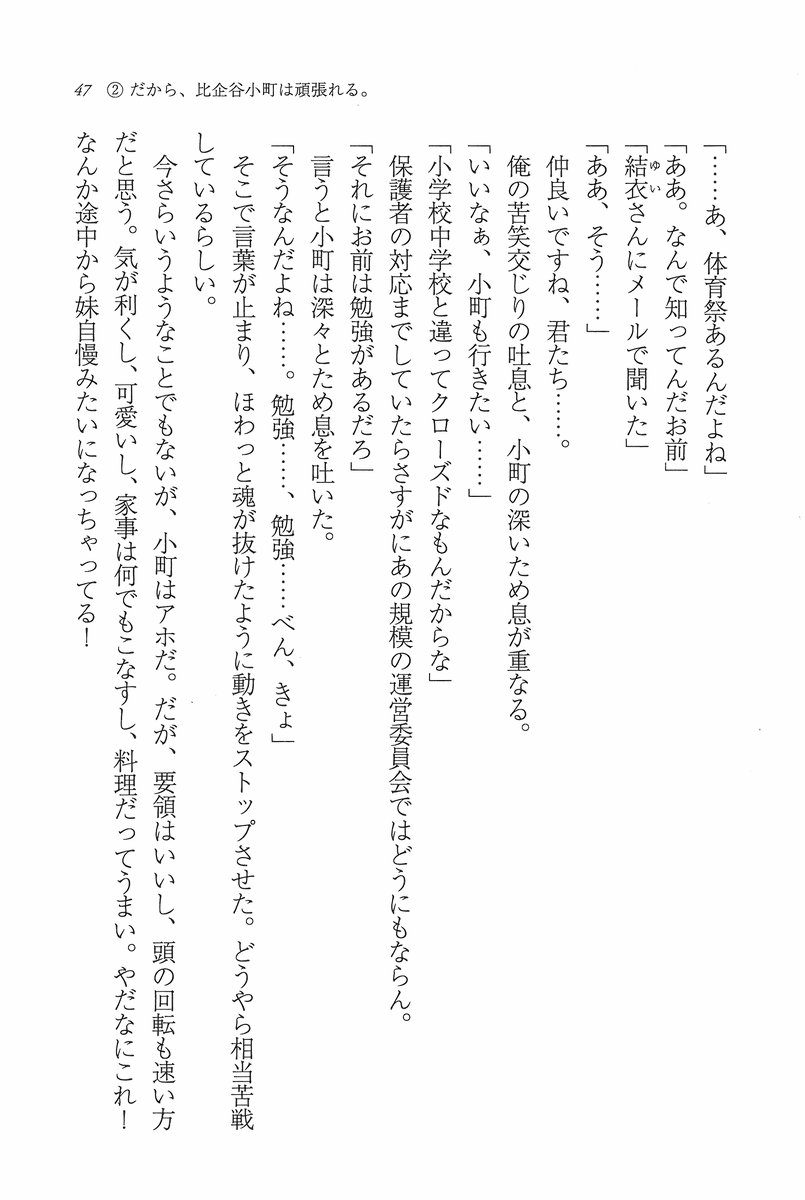 47 ② だから、比企谷小町は頑張れる。
「……あ、体育祭あるんだよね」
「ああ。なんで知ってんだお前」
「結衣さんにメールで聞いた」
ゆい
「ああ、そう……」
仲良いですね、君たち……。
俺の苦笑交じりの吐息と、小町の深いため息が重なる。
「いいなぁ、小町も行きたい……」
「小学校中学校と違ってクローズドなもんだからな」
保護者の対応までしていたらさすがにあの規模の運営委員会ではどうにもならん。
「それにお前は勉強があるだろ」
言うと小町は深々とため息を吐いた。
「そうなんだよね……。勉強……、勉強……べん、きょ」
そこで言葉が止まり、ほわっと魂が抜けたように動きをストップさせた。どうやら相当苦戦
しているらしい。
今さらいうようなことでもないが、小町はアホだ。だが、要領はいいし、頭の回転も速い方
だと思う。気が利くし、可愛いし、家事は何でもこなすし、料理だってうまい。やだなにこれ！
なんか途中から妹自慢みたいになっちゃってる！